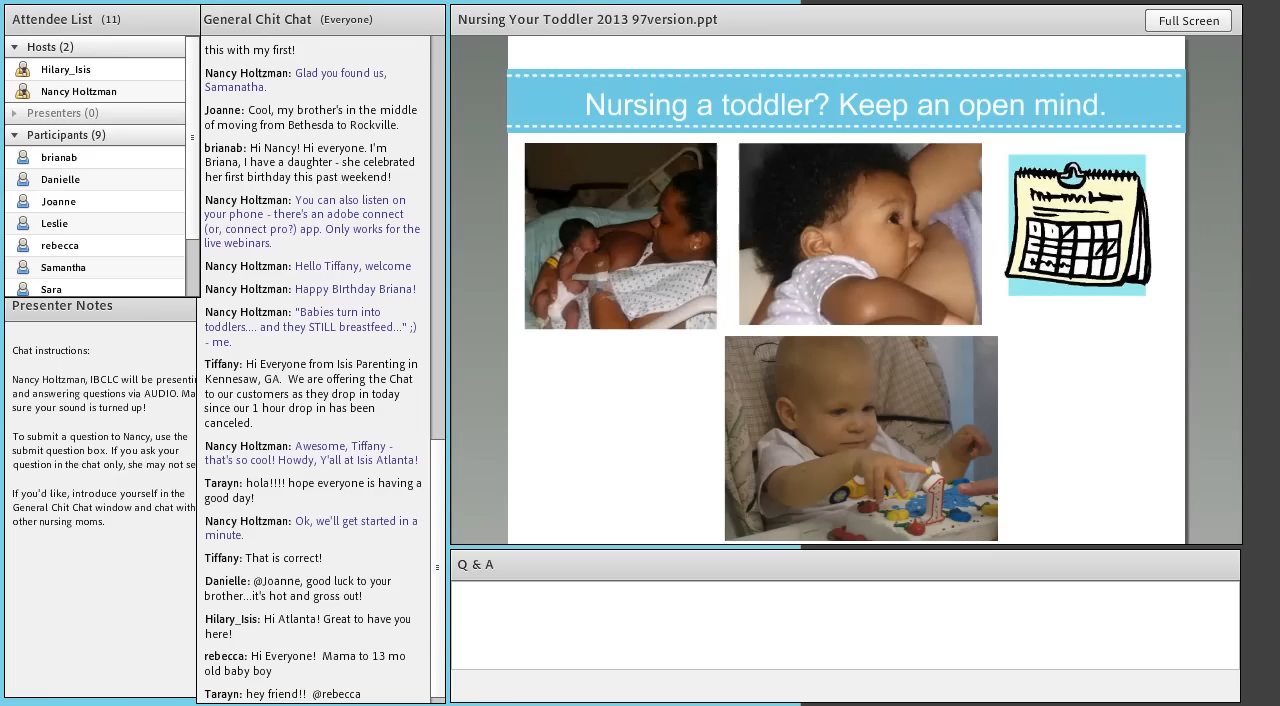 Attendee List (11)
Hosts (2)
Hilary_Isis
Nancy Holtzman
Presenters (0)
Participants (9)
brianab
Danielle
Joanne
Leslie
rebecca
Samantha
Sara
Presenter Notes
Chat instructions:
Nancy Holtzman, IBCLC will be presenti
and answering questions via AUDIO. Ma
sure your sound is turned up!
To submit a question to Nancy, use the
submit question box. If you ask your
question in the chat only, she may not se
If you'd like, introduce yourself in the
General Chit Chat window and chat with
other nursing moms.
General Chit Chat (Everyone)
this with my first!
Nancy Holtzman: Glad you found us,
Samanatha.
Joanne: Cool, my brother's in the middle
of moving from Bethesda to Rockville.
brianab: Hi Nancy! Hi everyone. I'm
Briana, I have a daughter - she celebrated
her first birthday this past weekend!
Nancy Holtzman: You can also listen on
your phone - there's an adobe connect
(or, connect pro?) app. Only works for the
live webinars.
Nancy Holtzman: Hello Tiffany, welcome
Nancy Holtzman: Happy BIrthday Briana!
Nancy Holtzman: "Babies turn into
toddlers.... and they STILL breastfeed..." ;)
- me.
Tiffany: Hi Everyone from Isis Parenting in
Kennesaw, GA. We are offering the Chat
to our customers as they drop in today
since our 1 hour drop in has been
canceled.
Nancy Holtzman: Awesome, Tiffany -
that's so cool! Howdy, Y'all at Isis Atlanta!
Tarayn: hola!!!! hope everyone is having a
good day!
Nancy Holtzman: Ok, we'll get started in a
minute.
Tiffany: That is correct!
Danielle: @Joanne, good luck to your
brother...it's hot and gross out!
Hilary_Isis: Hi Atlanta! Great to have you
here!
rebecca: Hi Everyone! Mama to 13 mo
old baby boy
Tarayn: hey friend!! @rebecca
Nursing Your Toddler 2013 97version.ppt
Full Screen
Nursing a toddler? Keep an open mind.
1
Q & A